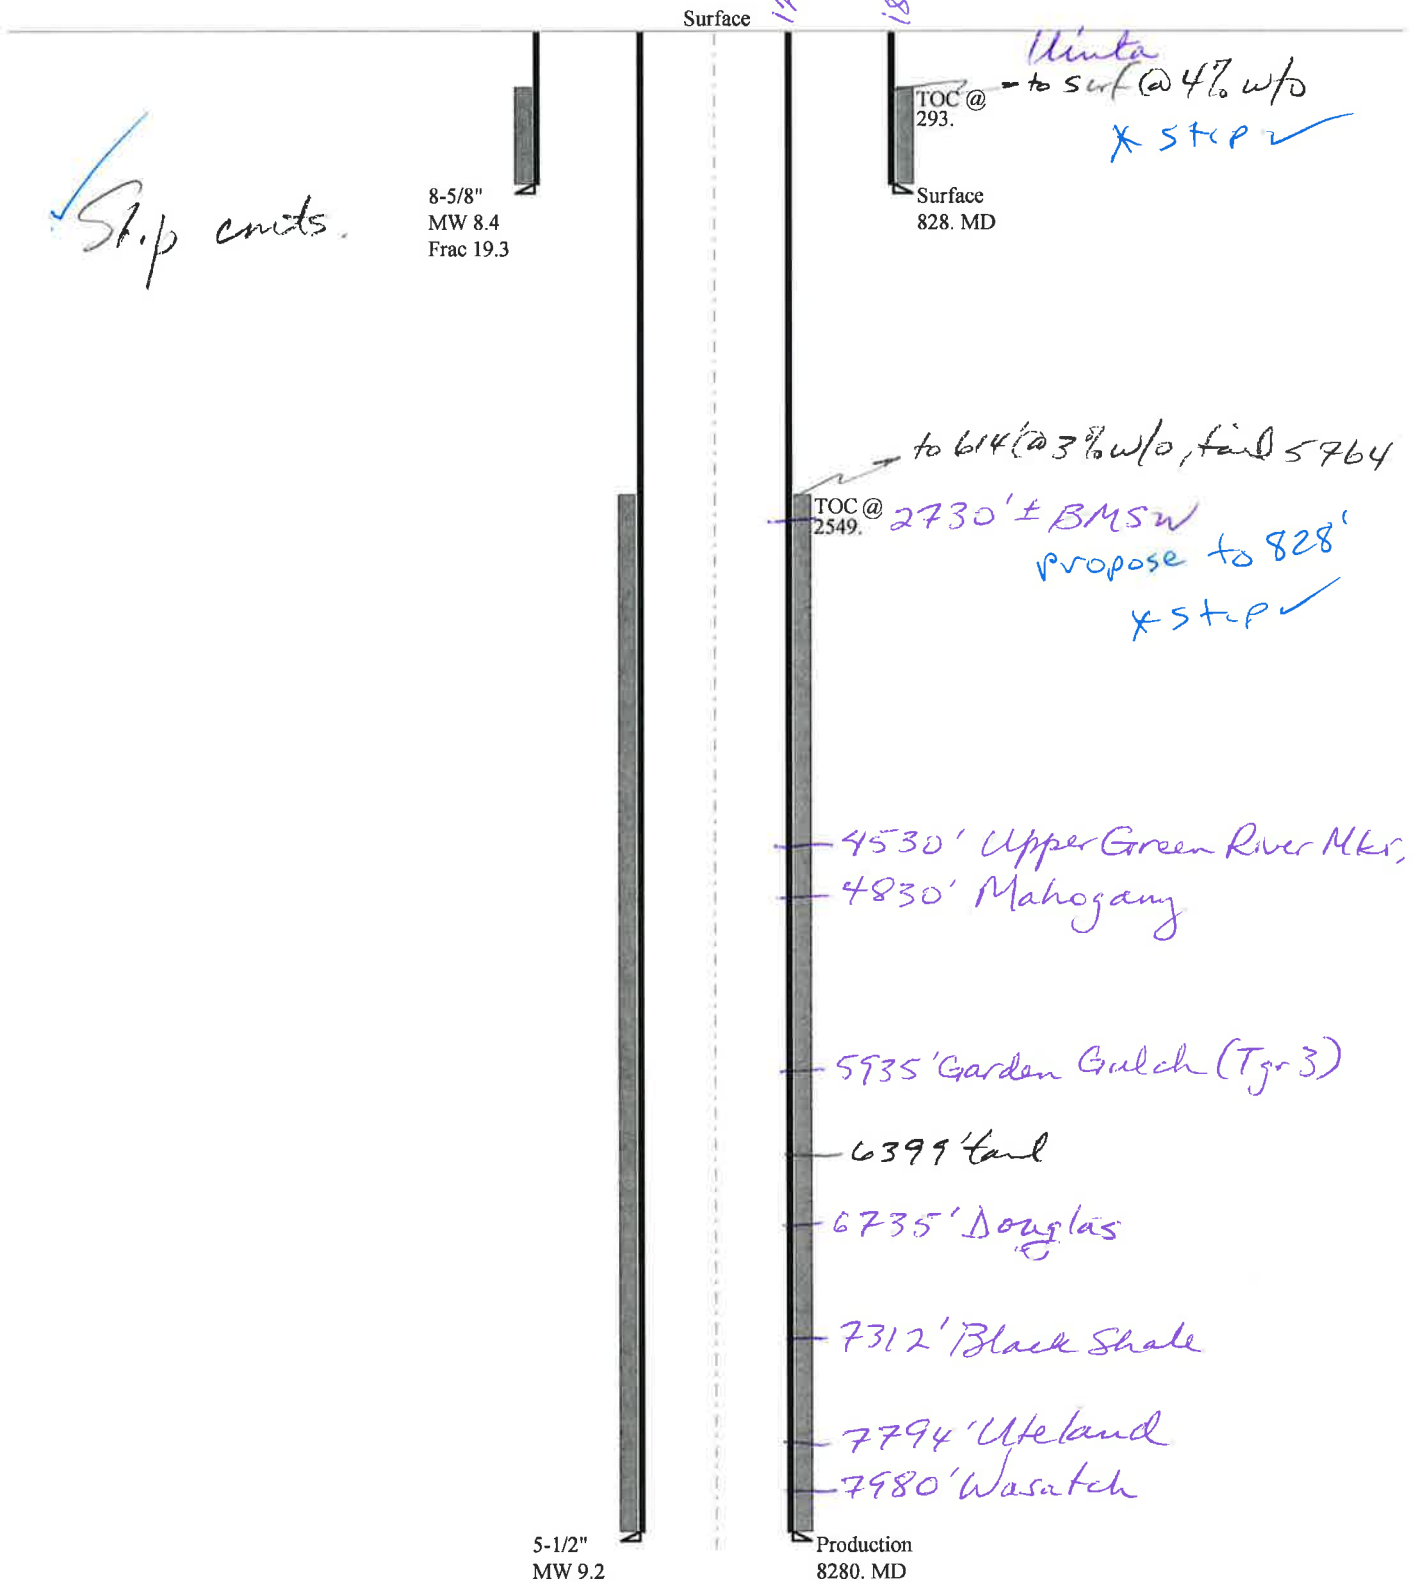 Surface
Uinta
TOC @
293.
to surf @ 4% w/o
* stip ✓
8-5/8"
MW 8.4
Frac 19.3
Surface
828. MD
✓ Stip cmts.
to 614' @ 3% w/o, tail 5764
TOC @
2549.
2730' ± BMSW
propose to 828'
* stip ✓
4530' Upper Green River Mkr,
4830' Mahogany
5935' Garden Gulch (Tgr 3)
6399' tail
6735' Douglas
7312' Black Shale
7794' Uteland
7980' Wasatch
5-1/2"
MW 9.2
Production
8280. MD